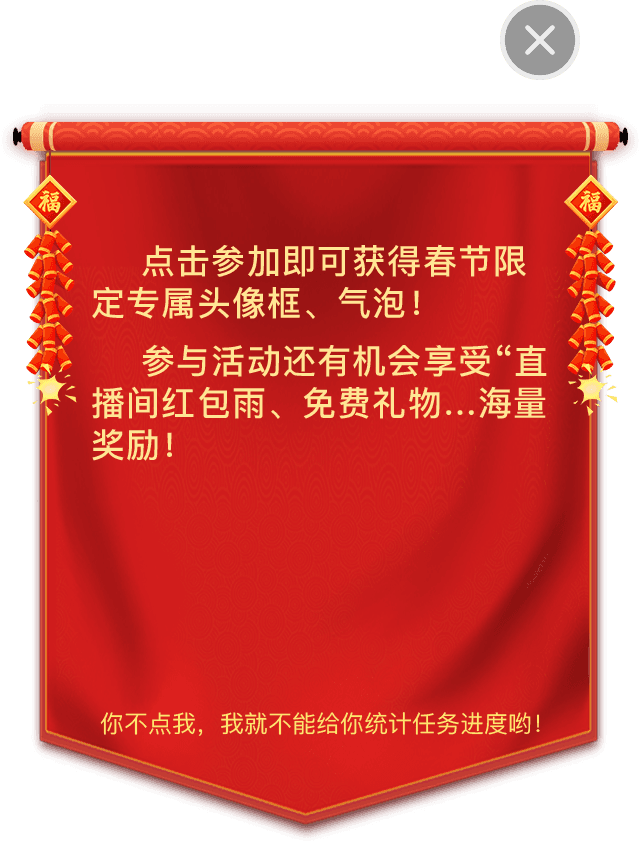 福
福
点击参加即可获得春节限
定专属头像框、气泡！
参与活动还有机会享受“直
播间红包雨、免费礼物...海量
奖励！
你不点我，我就不能给你统计任务进度哟！